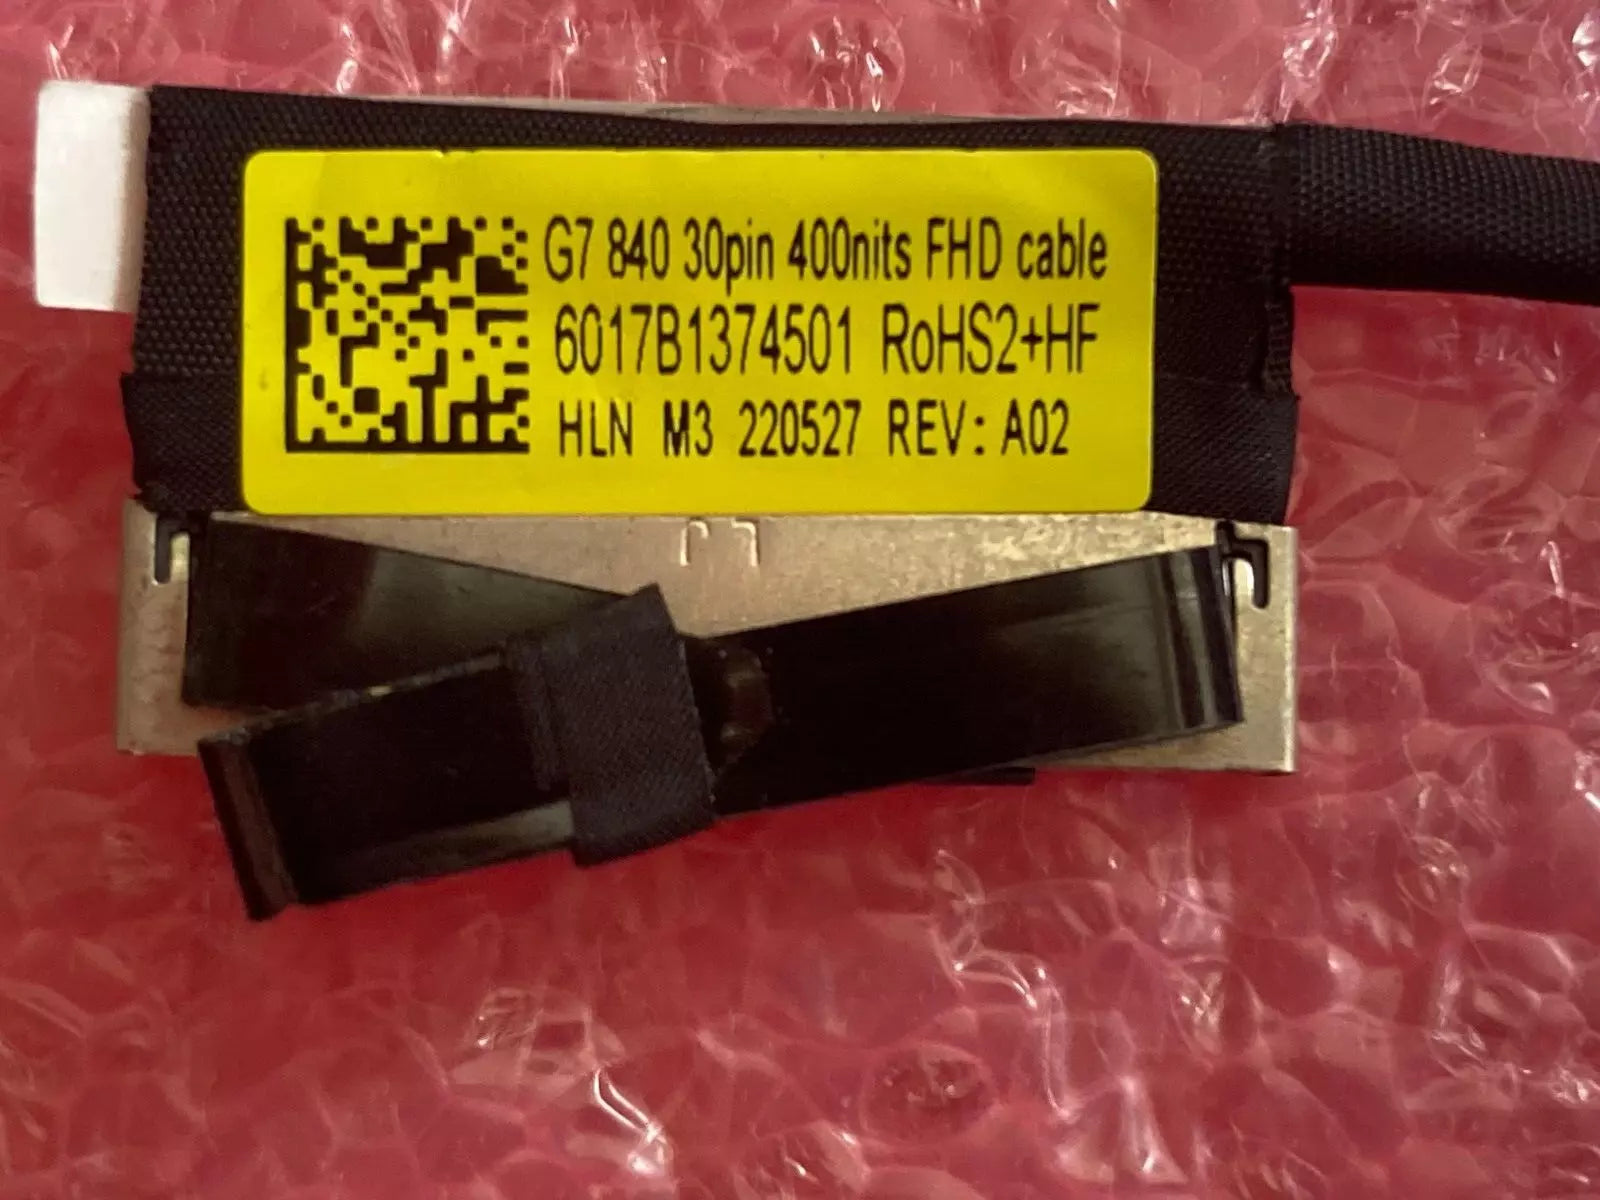 G7 840 30pin 400nits FHD cable
6017B1374501 RoHS2+HF
HLN M3 220527 REV: A02